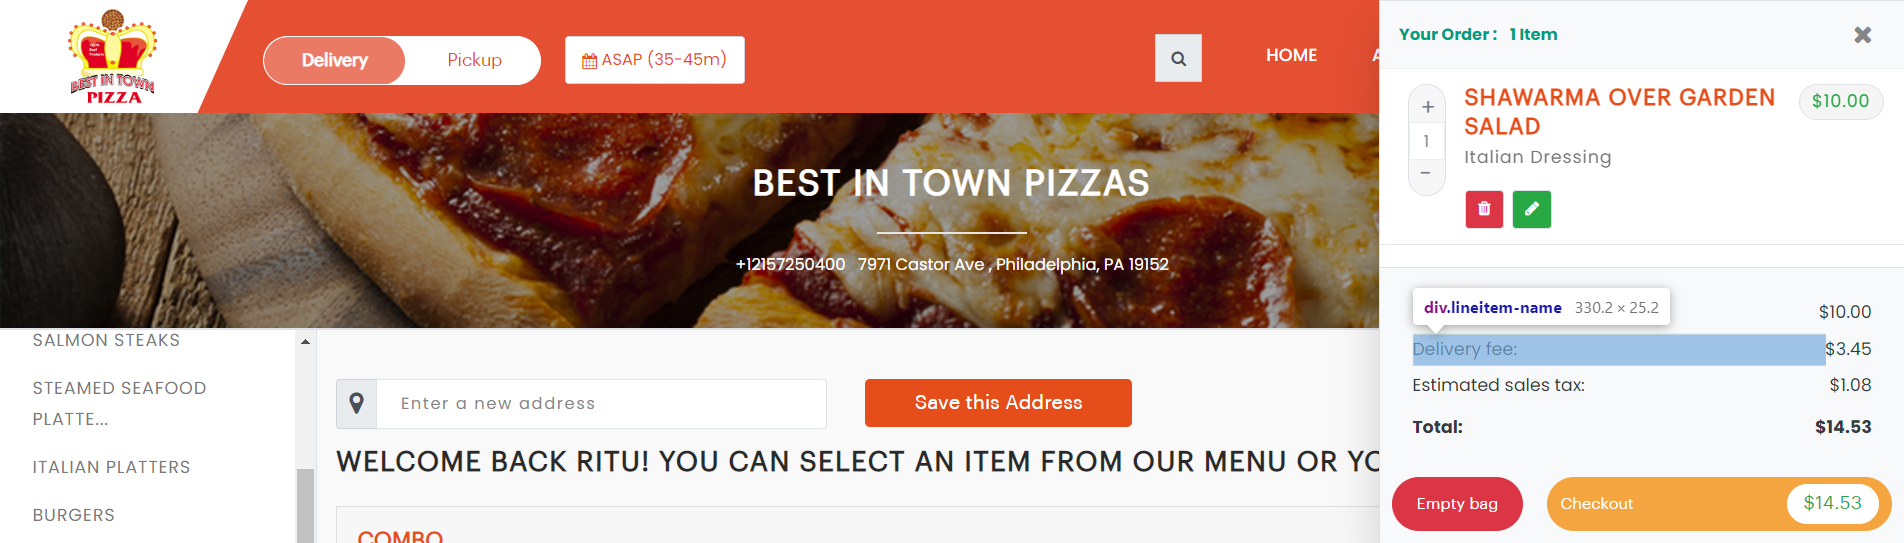 BEST IN TOWN
PIZZA
Delivery
Pickup
ASAP (35-45m)
HOME
BEST IN TOWN PIZZAS
+12157250400 7971 Castor Ave , Philadelphia, PA 19152
SALMON STEAKS
STEAMED SEAFOOD
PLATTE...
ITALIAN PLATTERS
BURGERS
Enter a new address
Save this Address
WELCOME BACK RITU! YOU CAN SELECT AN ITEM FROM OUR MENU OR YO
COMBO
Your Order : 1 Item
+
1
−
SHAWARMA OVER GARDEN
SALAD
$10.00
Italian Dressing
div.lineitem-name 330.2 × 25.2
$10.00
Delivery fee: $3.45
Estimated sales tax: $1.08
Total: $14.53
Empty bag
Checkout $14.53